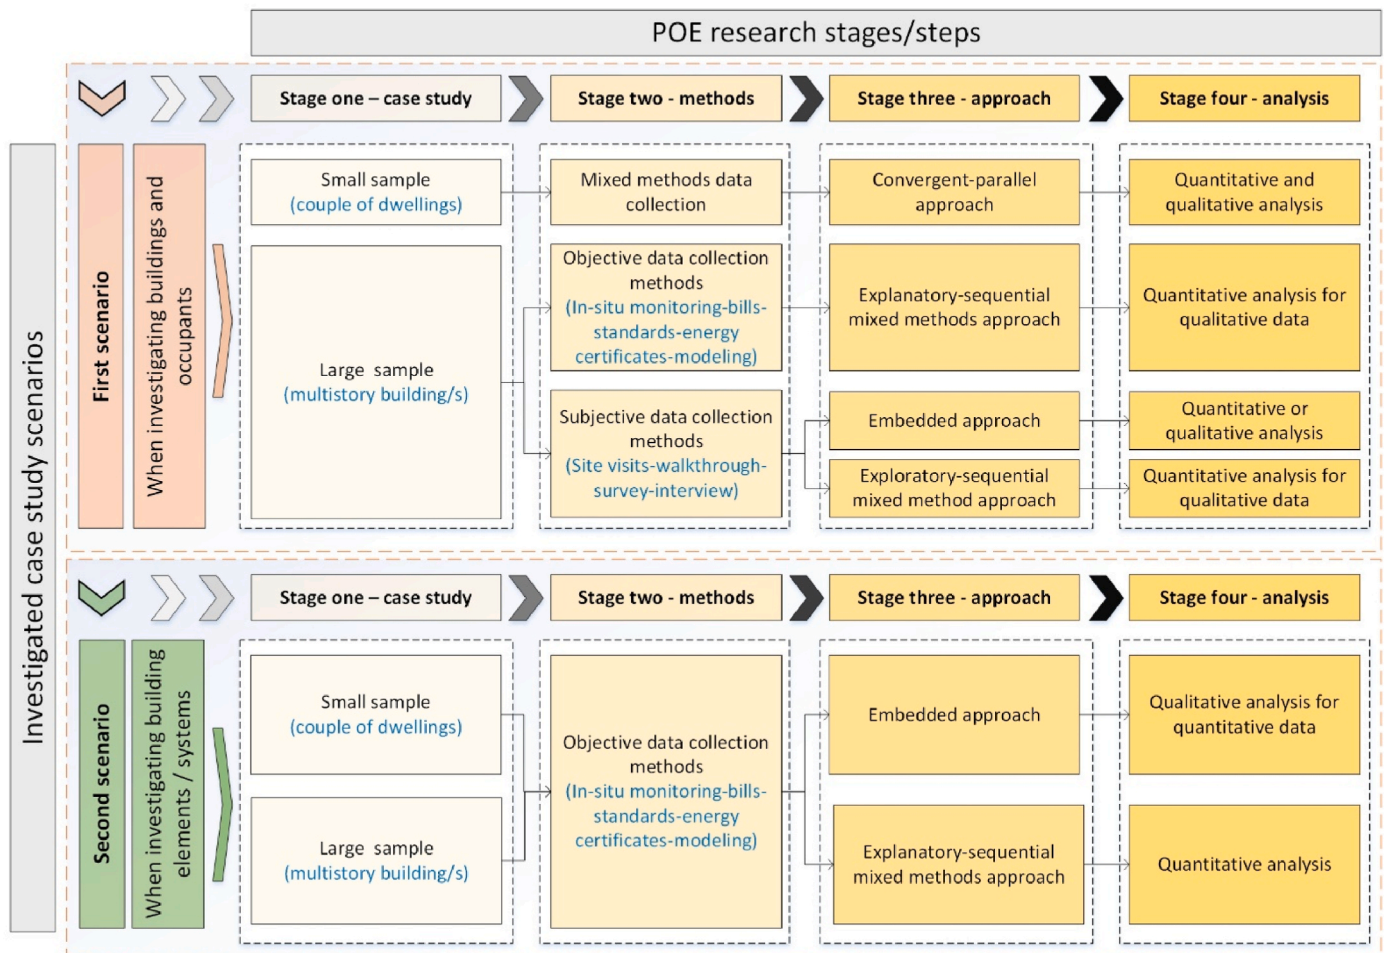 POE research stages/steps
Investigated case study scenarios
Stage one – case study
Stage two - methods
Stage three - approach
Stage four - analysis
First scenario
When investigating buildings and
occupants
Small sample
(couple of dwellings)
Mixed methods data
collection
Convergent-parallel
approach
Quantitative and
qualitative analysis
Large sample
(multistory building/s)
Objective data collection
methods
(In-situ monitoring-bills-
standards-energy
certificates-modeling)
Explanatory-sequential
mixed methods approach
Quantitative analysis for
qualitative data
Subjective data collection
methods
(Site visits-walkthrough-
survey-interview)
Embedded approach
Quantitative or
qualitative analysis
Exploratory-sequential
mixed method approach
Quantitative analysis for
qualitative data
Stage one – case study
Stage two - methods
Stage three - approach
Stage four - analysis
Second scenario
When investigating building
elements / systems
Small sample
(couple of dwellings)
Large sample
(multistory building/s)
Objective data collection
methods
(In-situ monitoring-bills-
standards-energy
certificates-modeling)
Embedded approach
Qualitative analysis for
quantitative data
Explanatory-sequential
mixed methods approach
Quantitative analysis